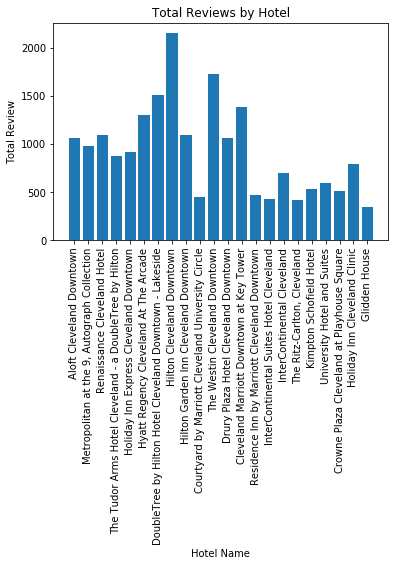 Total Reviews by Hotel
Total Review
2000
1500
1000
500
0
Aloft Cleveland Downtown
Metropolitan at the 9, Autograph Collection
Renaissance Cleveland Hotel
The Tudor Arms Hotel Cleveland - a DoubleTree by Hilton
Holiday Inn Express Cleveland Downtown
Hyatt Regency Cleveland At The Arcade
DoubleTree by Hilton Hotel Cleveland Downtown - Lakeside
Hilton Cleveland Downtown
Hilton Garden Inn Cleveland Downtown
Courtyard by Marriott Cleveland University Circle
The Westin Cleveland Downtown
Drury Plaza Hotel Cleveland Downtown
Cleveland Marriott Downtown at Key Tower
Residence Inn by Marriott Cleveland Downtown
InterContinental Suites Hotel Cleveland
InterContinental Cleveland
The Ritz-Carlton, Cleveland
Kimpton Schofield Hotel
University Hotel and Suites
Crowne Plaza Cleveland at Playhouse Square
Holiday Inn Cleveland Clinic
Glidden House
Hotel Name